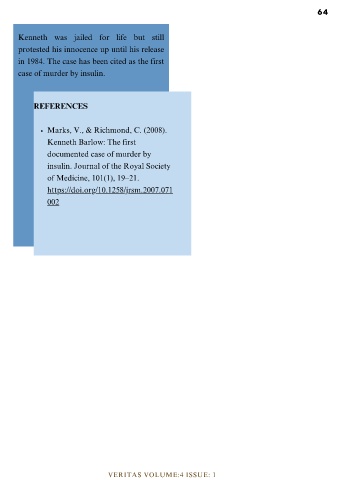 64
Kenneth was jailed for life but still
protested his innocence up until his release
in 1984. The case has been cited as the first
case of murder by insulin.
REFERENCES
• Marks, V., & Richmond, C. (2008).
Kenneth Barlow: The first
documented case of murder by
insulin. Journal of the Royal Society
of Medicine, 101(1), 19–21.
https://doi.org/10.1258/jrsm.2007.071
002
VERITAS VOLUME:4 ISSUE: 1